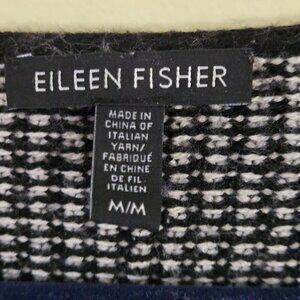 EILEEN FISHER
MADE IN
CHINA OF
ITALIAN
YARN/
FABRIQUÉ
EN CHINE
DE FIL
ITALIEN
M/M